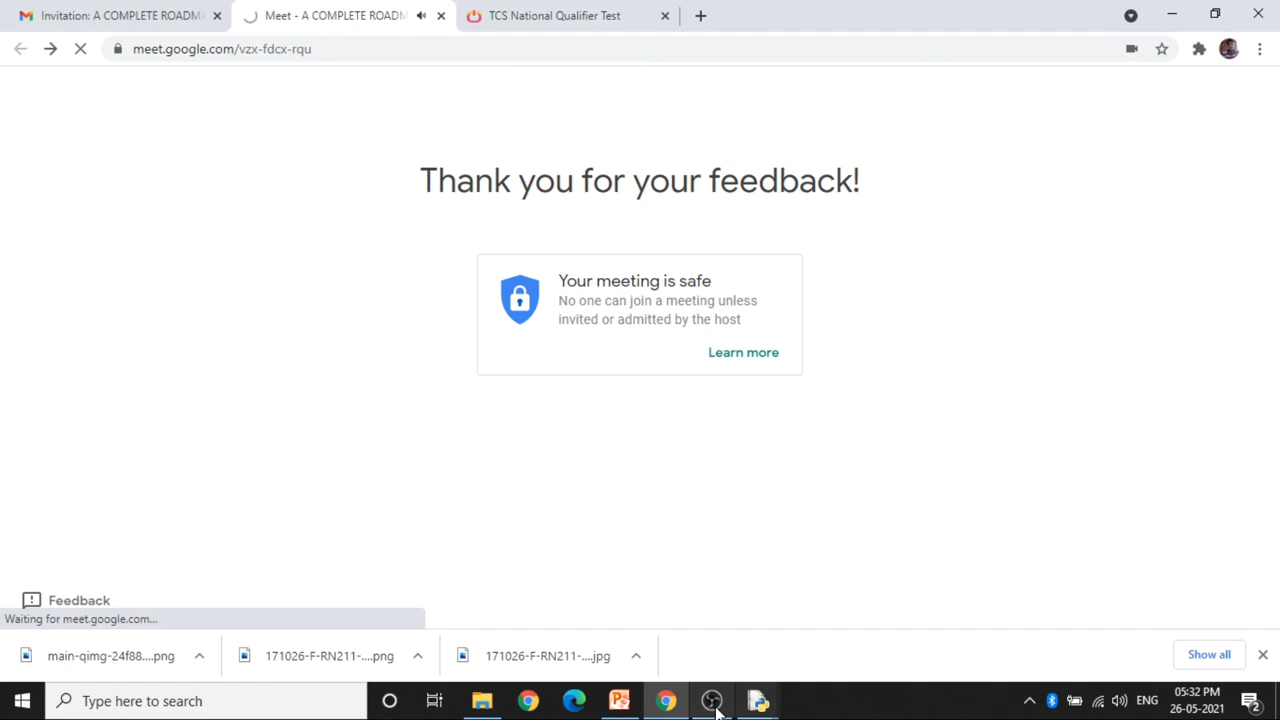 Invitation: A COMPLETE ROADMA
Meet - A COMPLETE ROADM
TCS National Qualifier Test
meet.google.com/vzx-fdcx-rqu
Thank you for your feedback!
Your meeting is safe
No one can join a meeting unless
invited or admitted by the host
Learn more
Feedback
Waiting for meet.google.com...
main-qimg-24f88....png
171026-F-RN211-....png
171026-F-RN211-....jpg
Show all
Type here to search
ENG
05:32 PM
26-05-2021
2